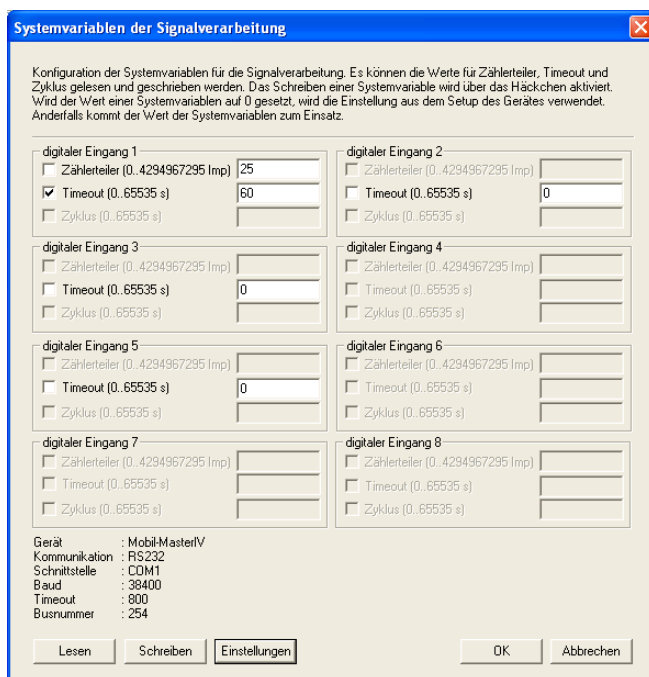 Systemvariablen der Signalverarbeitung
Konfiguration der Systemvariablen für die Signalverarbeitung. Es können die Werte für Zählerteiler, Timeout und
Zyklus gelesen und geschrieben werden. Das Schreiben einer Systemvariable wird über das Häckchen aktiviert.
Wird der Wert einer Systemvariablen auf 0 gesetzt, wird die Einstellung aus dem Setup des Gerätes verwendet.
Anderfalls kommt der Wert der Systemvariablen zum Einsatz.
digitaler Eingang 1
Zählerteiler (0..4294967295 Imp) 25
Timeout (0..65535 s) 60
Zyklus (0..65535 s)
digitaler Eingang 2
Zählerteiler (0..4294967295 Imp)
Timeout (0..65535 s) 0
Zyklus (0..65535 s)
digitaler Eingang 3
Zählerteiler (0..4294967295 Imp)
Timeout (0..65535 s) 0
Zyklus (0..65535 s)
digitaler Eingang 4
Zählerteiler (0..4294967295 Imp)
Timeout (0..65535 s)
Zyklus (0..65535 s)
digitaler Eingang 5
Zählerteiler (0..4294967295 Imp)
Timeout (0..65535 s) 0
Zyklus (0..65535 s)
digitaler Eingang 6
Zählerteiler (0..4294967295 Imp)
Timeout (0..65535 s)
Zyklus (0..65535 s)
digitaler Eingang 7
Zählerteiler (0..4294967295 Imp)
Timeout (0..65535 s)
Zyklus (0..65535 s)
digitaler Eingang 8
Zählerteiler (0..4294967295 Imp)
Timeout (0..65535 s)
Zyklus (0..65535 s)
Gerät : Mobil-MasterIV
Kommunikation : RS232
Schnittstelle : COM1
Baud : 38400
Timeout : 800
Busnummer : 254
Lesen Schreiben Einstellungen OK Abbrechen